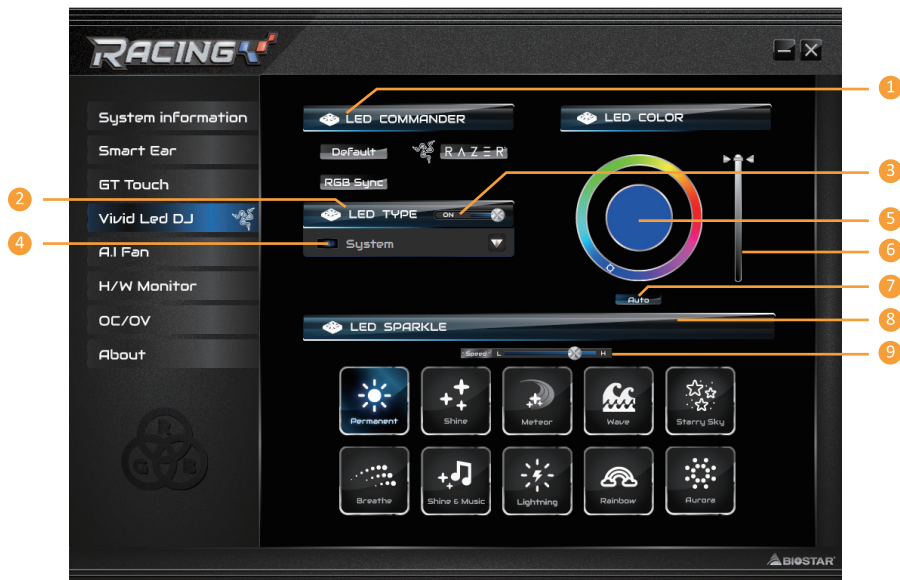 RACING
1
System information
Smart Ear
GT Touch
Vivid Led DJ
A.I Fan
H/W Monitor
OC/OV
About
R
G B
LED COMMANDER
Default
RAZER
RGB Sync
2
LED TYPE ON
3
4
System
LED COLOR
5
6
Auto
7
LED SPARKLE
8
Speed L H
9
Permanent
Shine
Meteor
Wave
Starry Sky
Breathe
Shine & Music
Lightning
Rainbow
Aurora
BIOSTAR